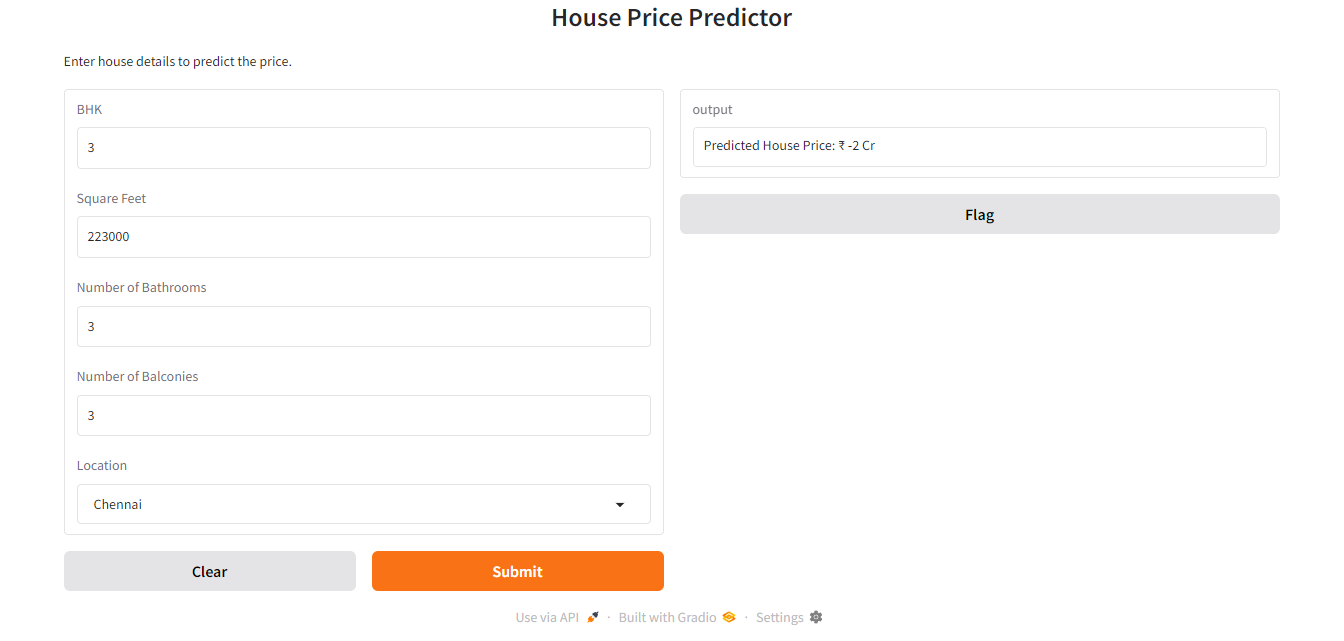 House Price Predictor
Enter house details to predict the price.
BHK
3
Square Feet
223000
Number of Bathrooms
3
Number of Balconies
3
Location
Chennai
Clear
Submit
output
Predicted House Price: ₹ -2 Cr
Flag
Use via API · Built with Gradio · Settings